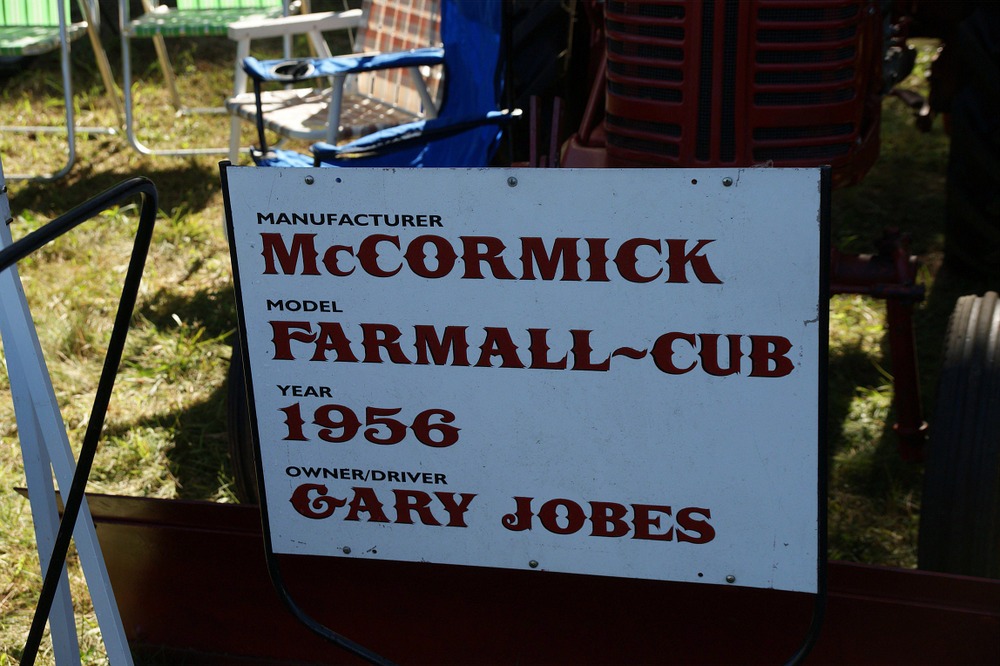 MANUFACTURER
McCORMICK
MODEL
FARMALL~CUB
YEAR
1956
OWNER/DRIVER
GARY JOBES